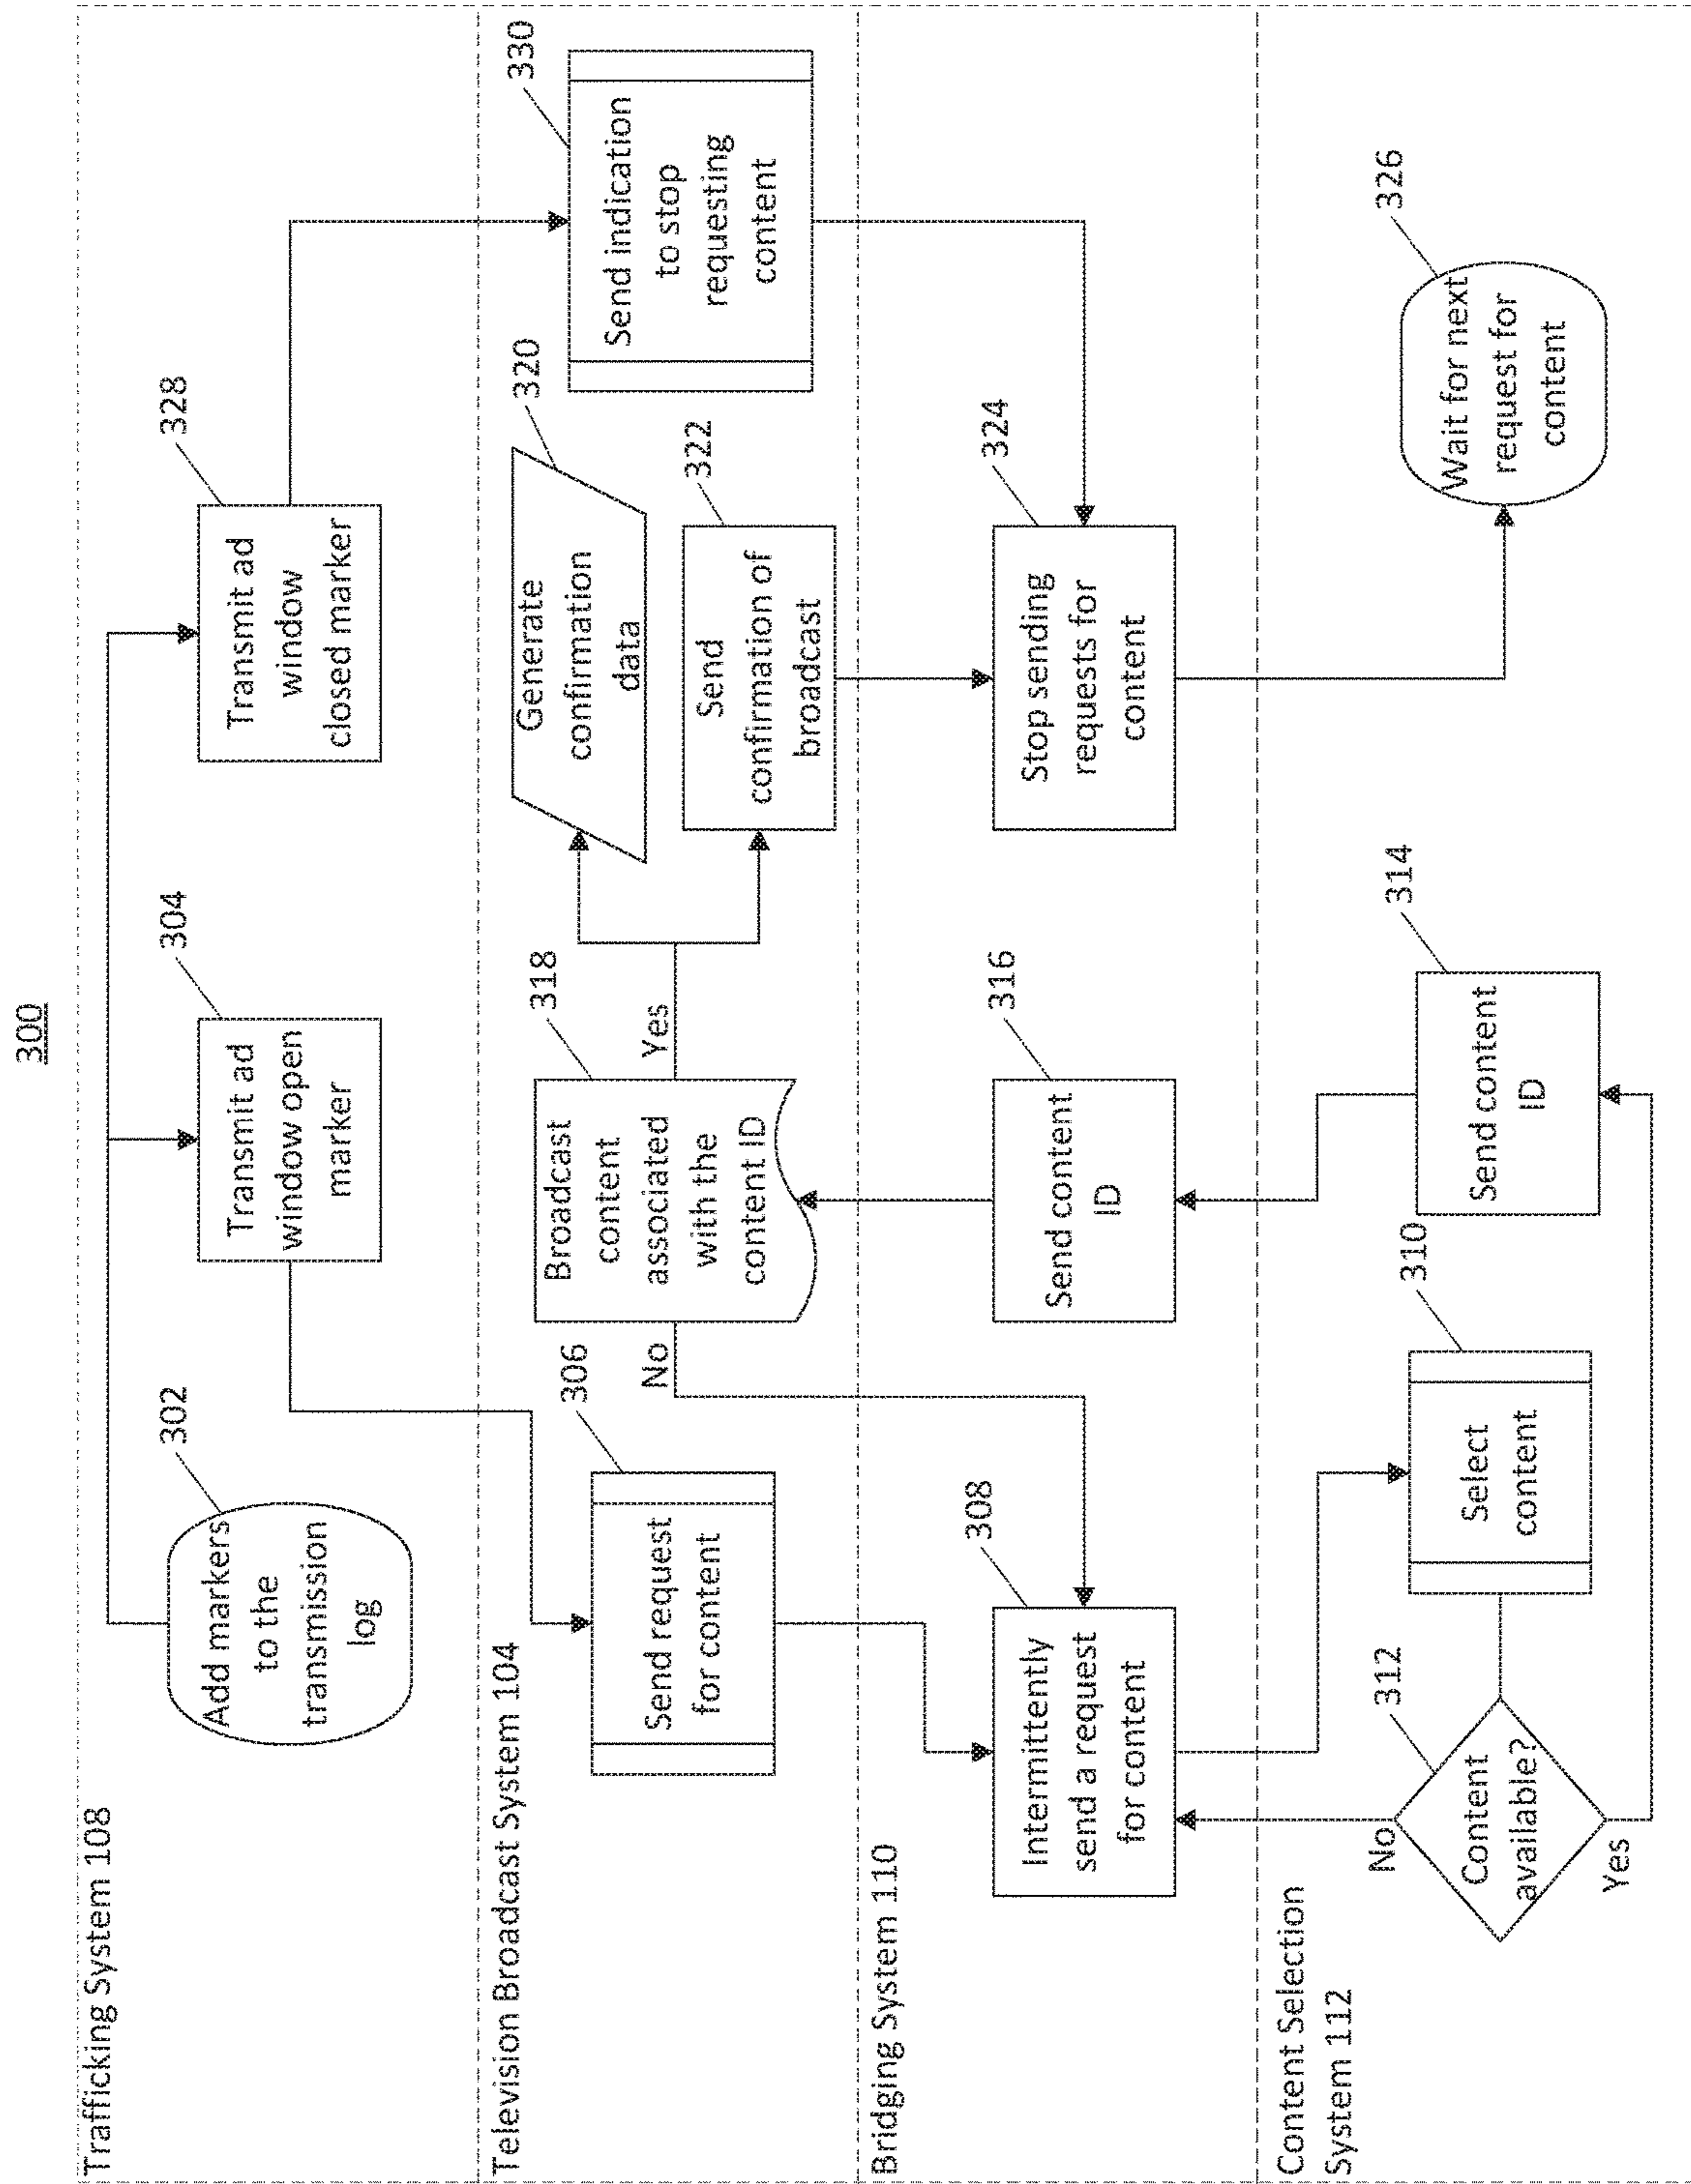 300
Trafficking System 108
302
Add markers
to the
transmission
log
304
Transmit ad
window open
marker
328
Transmit ad
window
closed marker
Television Broadcast System 104
306
Send request
for content
318
Broadcast
content
associated
with the
content ID
No
Yes
320
Generate
confirmation
data
322
Send
confirmation of
broadcast
330
Send indication
to stop
requesting
content
Bridging System 110
308
Intermittently
send a request
for content
316
Send content
ID
324
Stop sending
requests for
content
Content Selection
System 112
312
Content
available?
No
Yes
310
Select
content
314
Send content
ID
326
Wait for next
request for
content